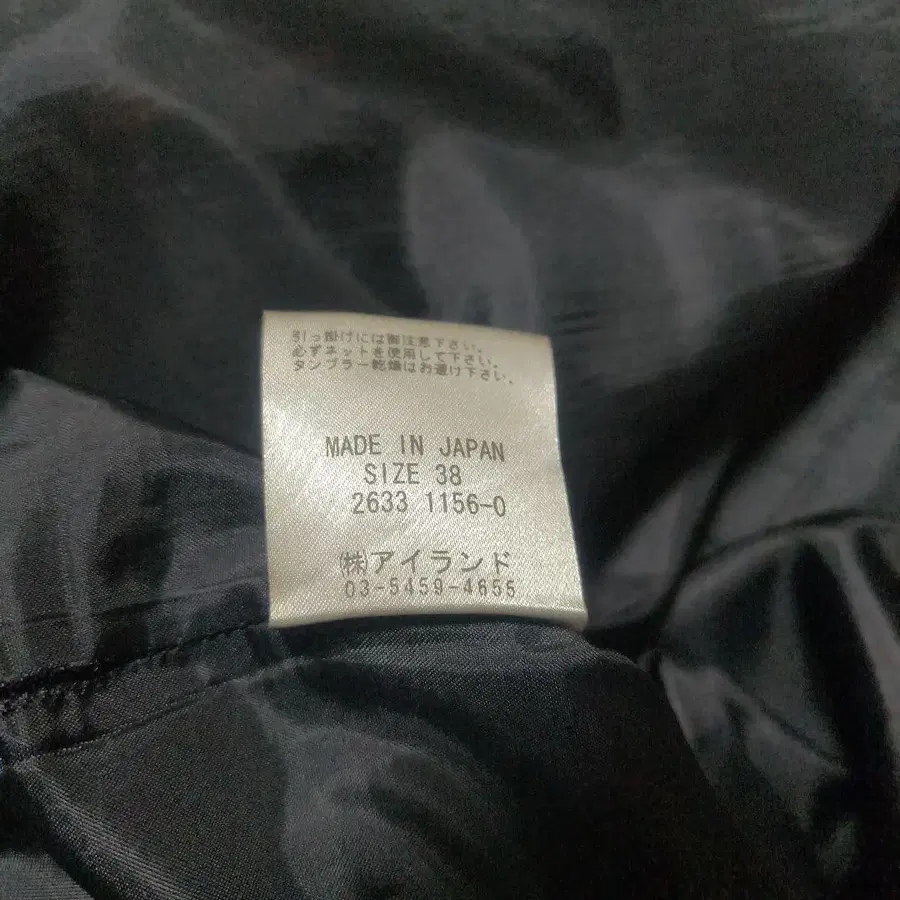 引っ掛けには御注意下さい。
必ずネットを使用して下さい。
タンブラー乾燥はお避け下さい。
MADE IN JAPAN
SIZE 38
2633 1156-0
㈱アイランド
03-5459-4655